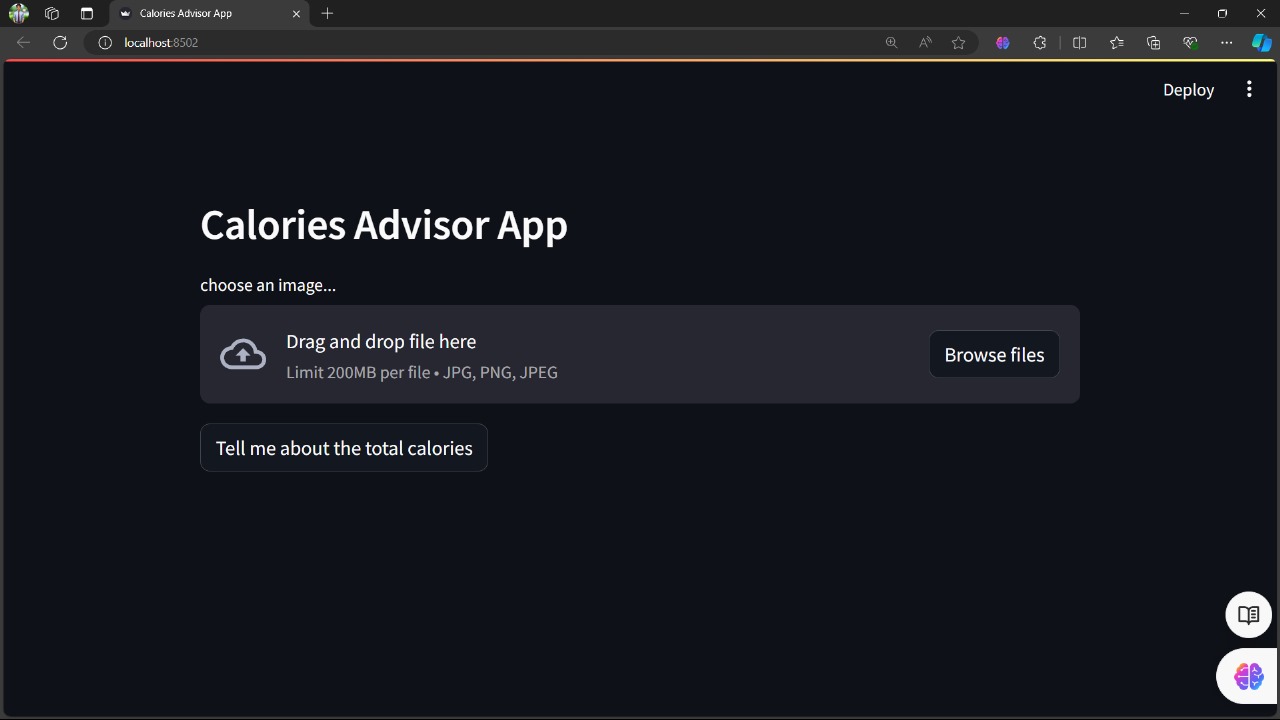 Calories Advisor App
localhost:8502
Deploy
Calories Advisor App
choose an image...
Drag and drop file here
Limit 200MB per file • JPG, PNG, JPEG
Browse files
Tell me about the total calories